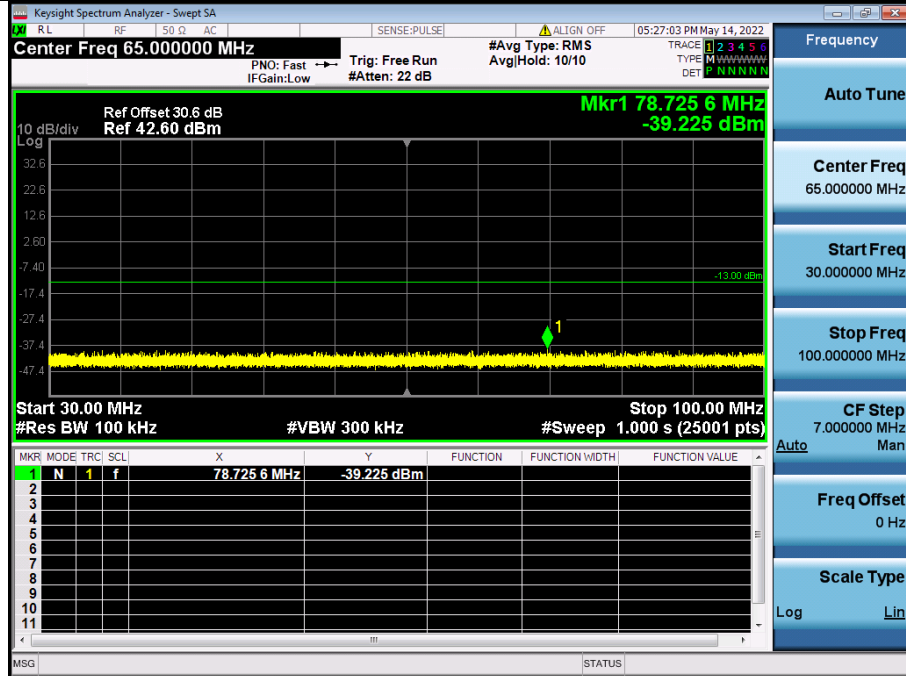 Keysight Spectrum Analyzer - Swept SA
LXI RL RF 50 Ω AC SENSE:PULSE ALIGN OFF 05:27:03 PM May 14, 2022
Center Freq 65.000000 MHz
PNO: Fast
IFGain:Low
Trig: Free Run
#Atten: 22 dB
#Avg Type: RMS
Avg|Hold: 10/10
TRACE 1 2 3 4 5 6
TYPE M W W W W W
DET P N N N N N
Ref Offset 30.6 dB
Ref 42.60 dBm
10 dB/div
Log
Mkr1 78.725 6 MHz
-39.225 dBm
32.6
22.6
12.6
2.60
-7.40
-13.00 dBm
-17.4
-27.4
1
-37.4
-47.4
Start 30.00 MHz Stop 100.00 MHz
#Res BW 100 kHz #VBW 300 kHz #Sweep 1.000 s (25001 pts)
MKR MODE TRC SCL X Y FUNCTION FUNCTION WIDTH FUNCTION VALUE
1 N 1 f 78.725 6 MHz -39.225 dBm
2
3
4
5
6
7
8
9
10
11
MSG STATUS
Frequency
Auto Tune
Center Freq
65.000000 MHz
Start Freq
30.000000 MHz
Stop Freq
100.000000 MHz
CF Step
7.000000 MHz
Auto Man
Freq Offset
0 Hz
Scale Type
Log Lin